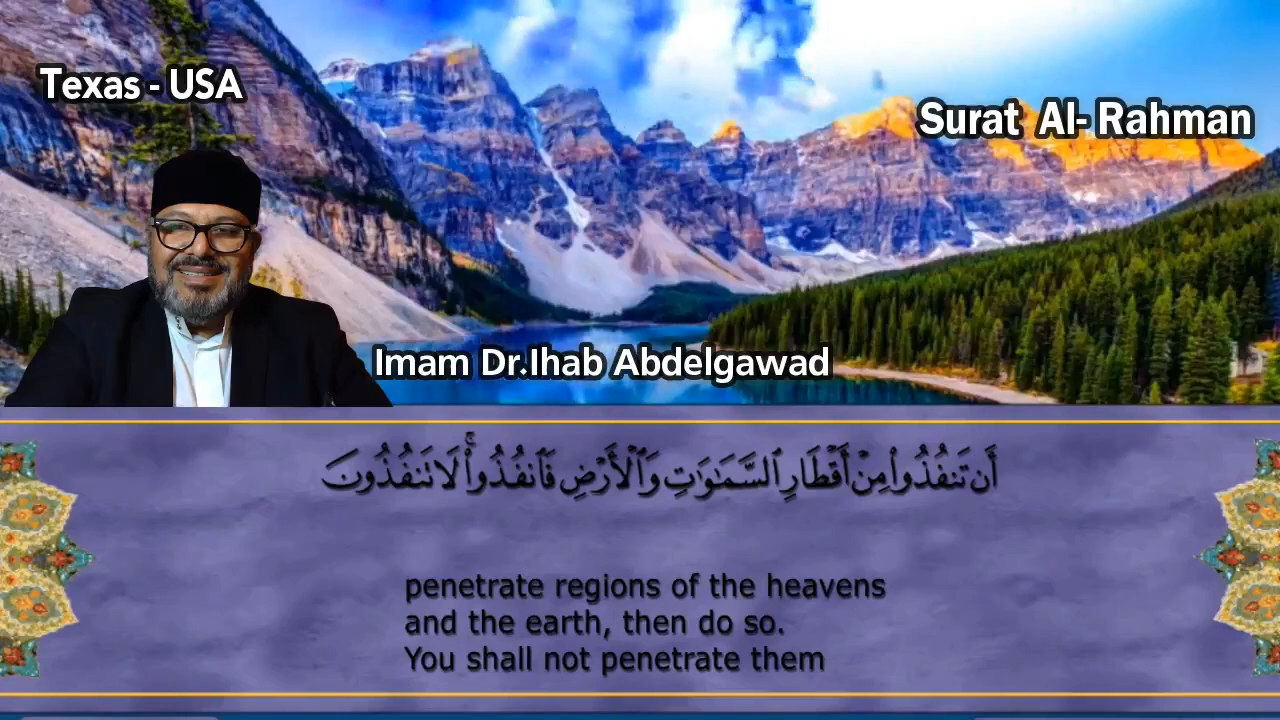 Texas - USA
Surat Al- Rahman
Imam Dr.Ihab Abdelgawad
أَن تَنفُذُوا۟ مِنْ أَقْطَارِ ٱلسَّمَـٰوَٰتِ وَٱلْأَرْضِ فَٱنفُذُوا۟ ۚ لَا تَنفُذُونَ
penetrate regions of the heavens
and the earth, then do so.
You shall not penetrate them